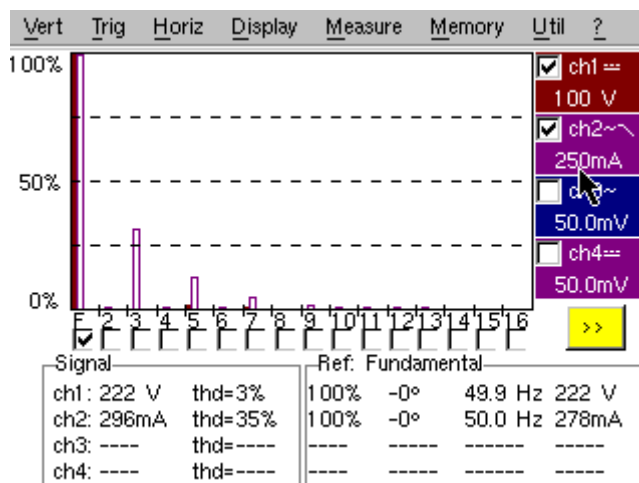 Vert Trig Horiz Display Measure Memory Util ?
100%
50%
0%
ch1
100 V
ch2~
250mA
50.0mV
ch4
50.0mV
F 2 3 4 5 6 7 8 9 10 11 12 13 14 15 16
>>
Signal
ch1: 222 V thd=3%
ch2: 296mA thd=35%
ch3: ---- thd=----
ch4: ---- thd=----
Ref: Fundamental
100% -0° 49.9 Hz 222 V
100% -0° 50.0 Hz 278mA
---- ----- ----- -----
---- ----- ----- -----